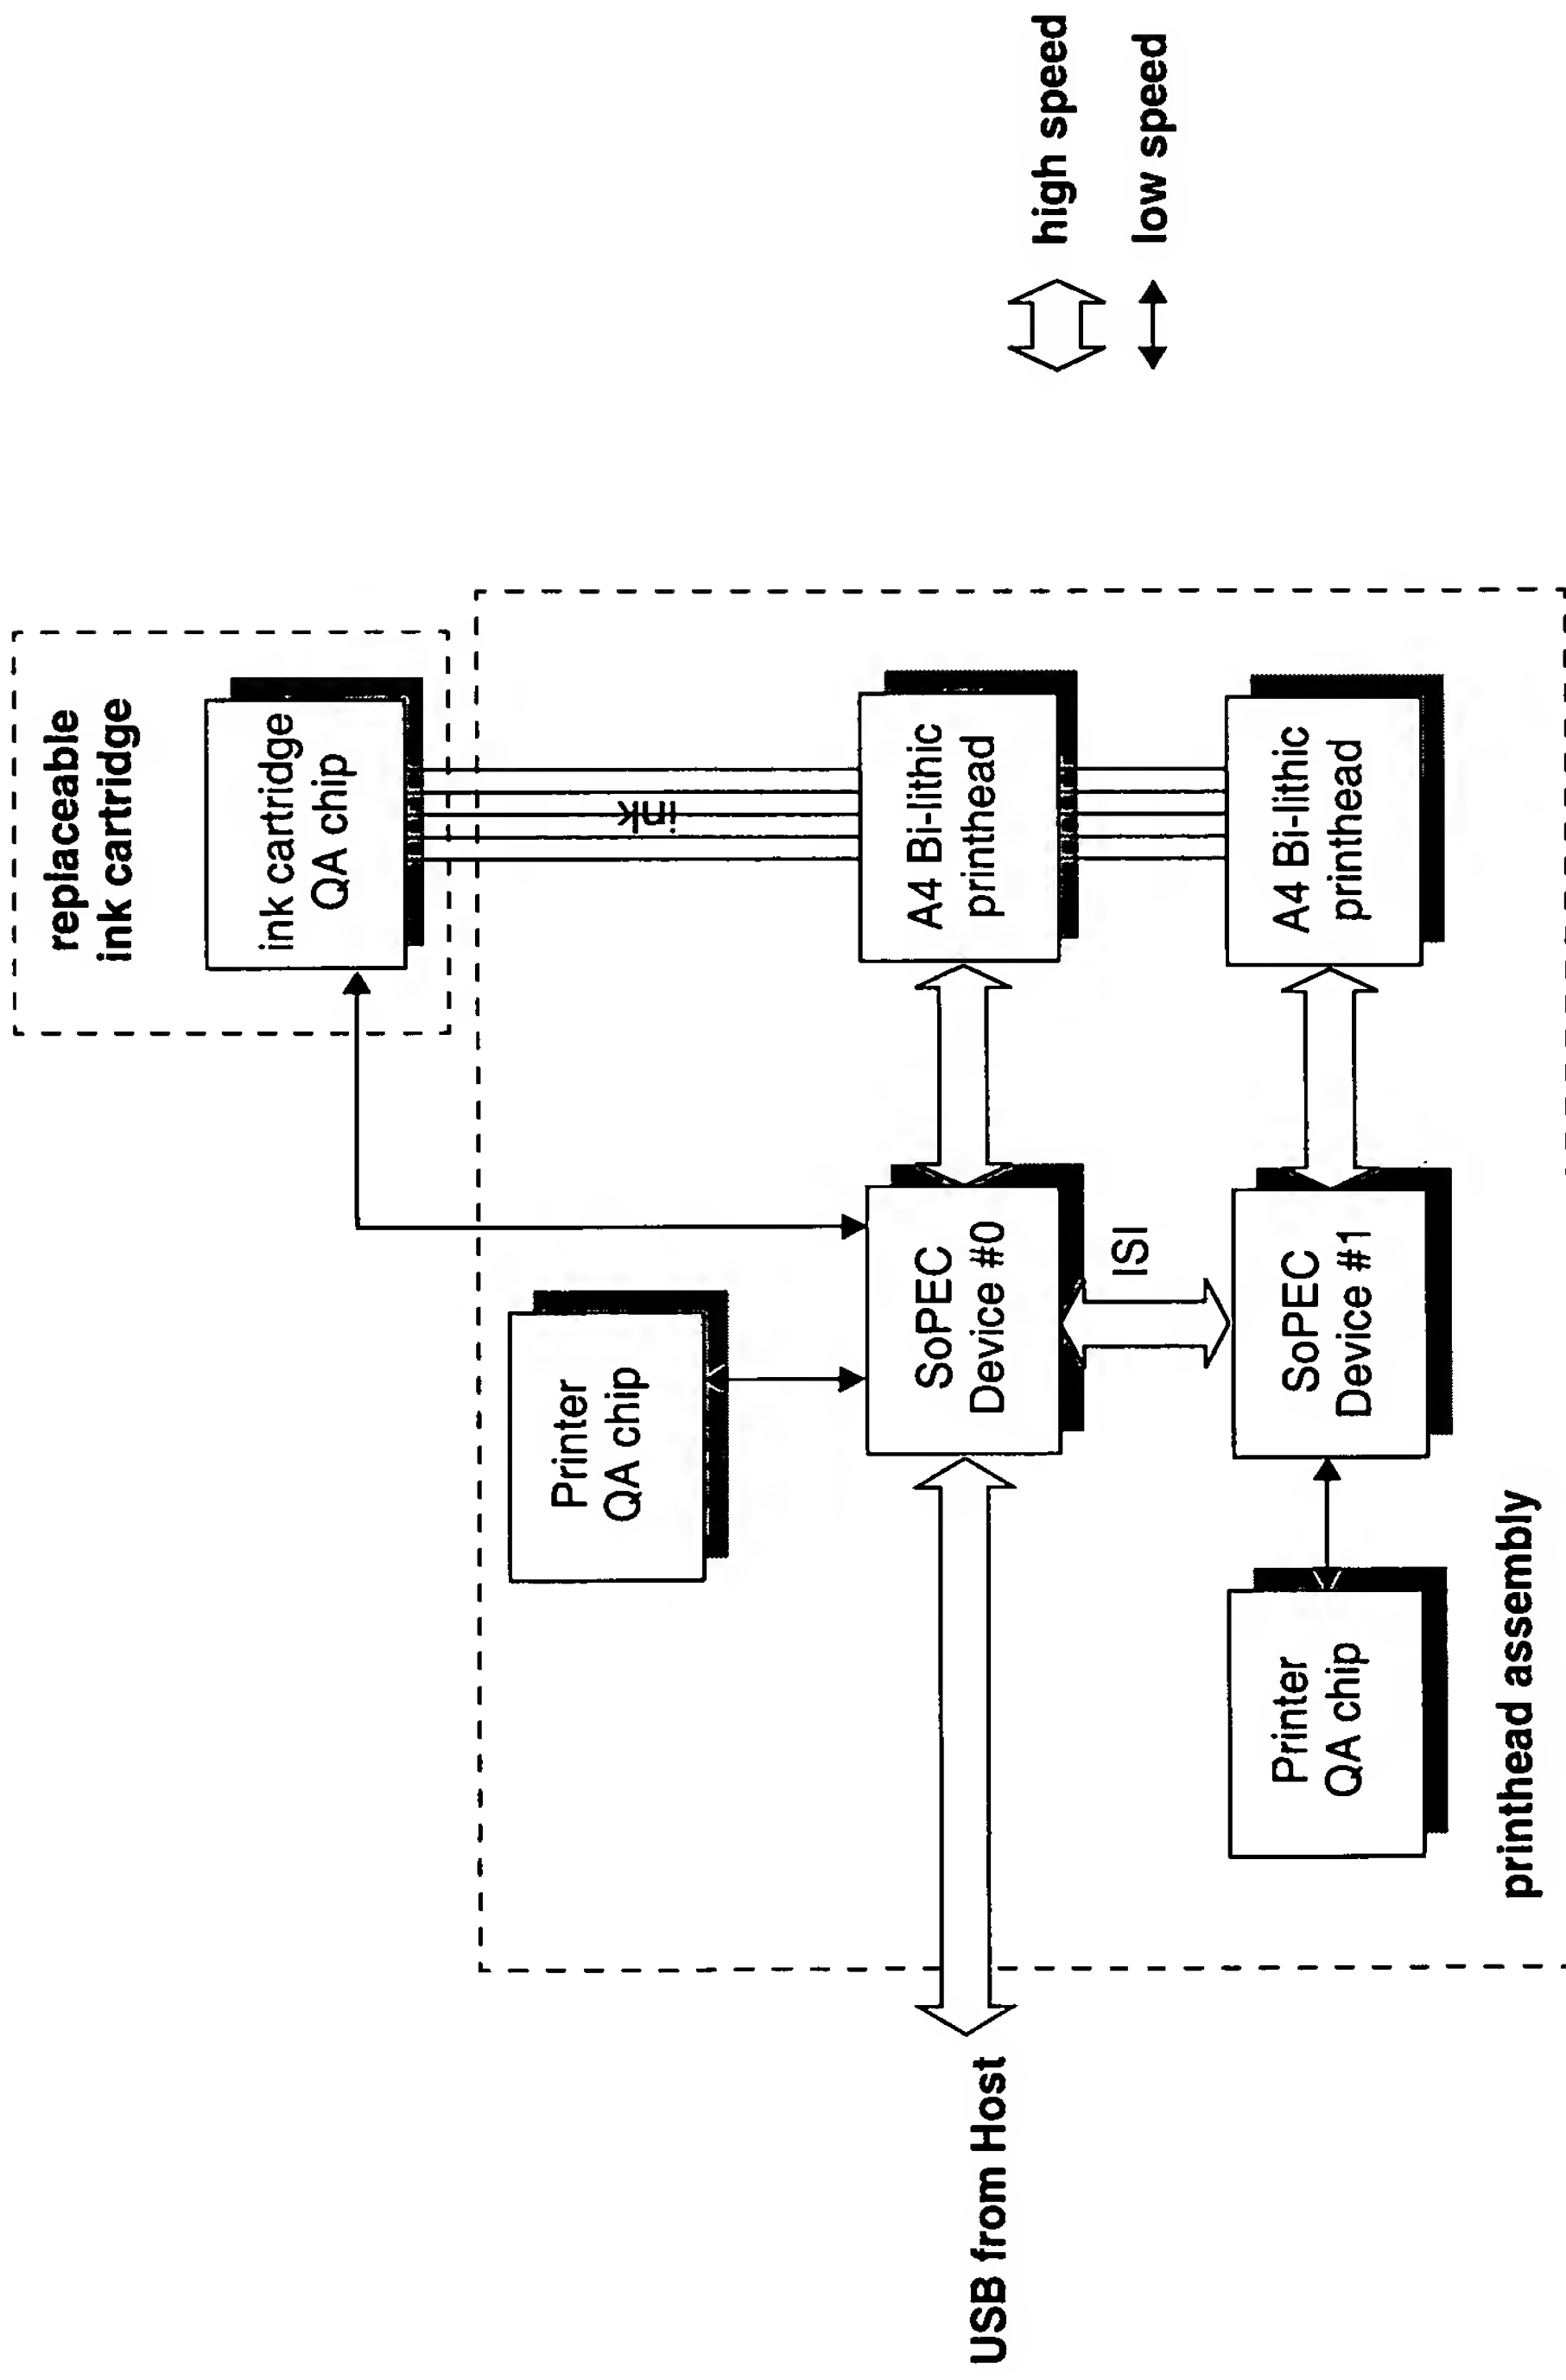 replaceable
ink cartridge
ink cartridge
QA chip
ink
Printer
QA chip
USB from Host
SoPEC
Device #0
A4 Bi-lithic
printhead
high speed
low speed
ISI
Printer
QA chip
SoPEC
Device #1
A4 Bi-lithic
printhead
printhead assembly